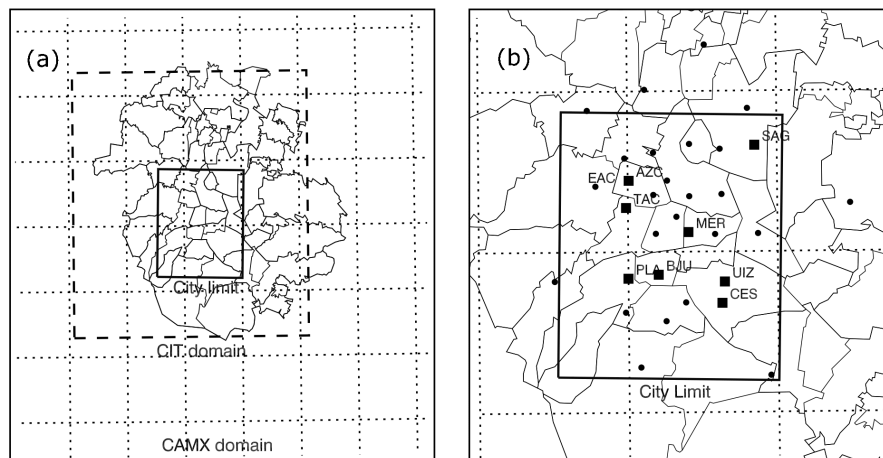 (a)
City limit
CIT domain
CAMX domain
(b)
SAG
EAC
AZC
TAC
MER
PLA
BJU
UIZ
CES
City Limit